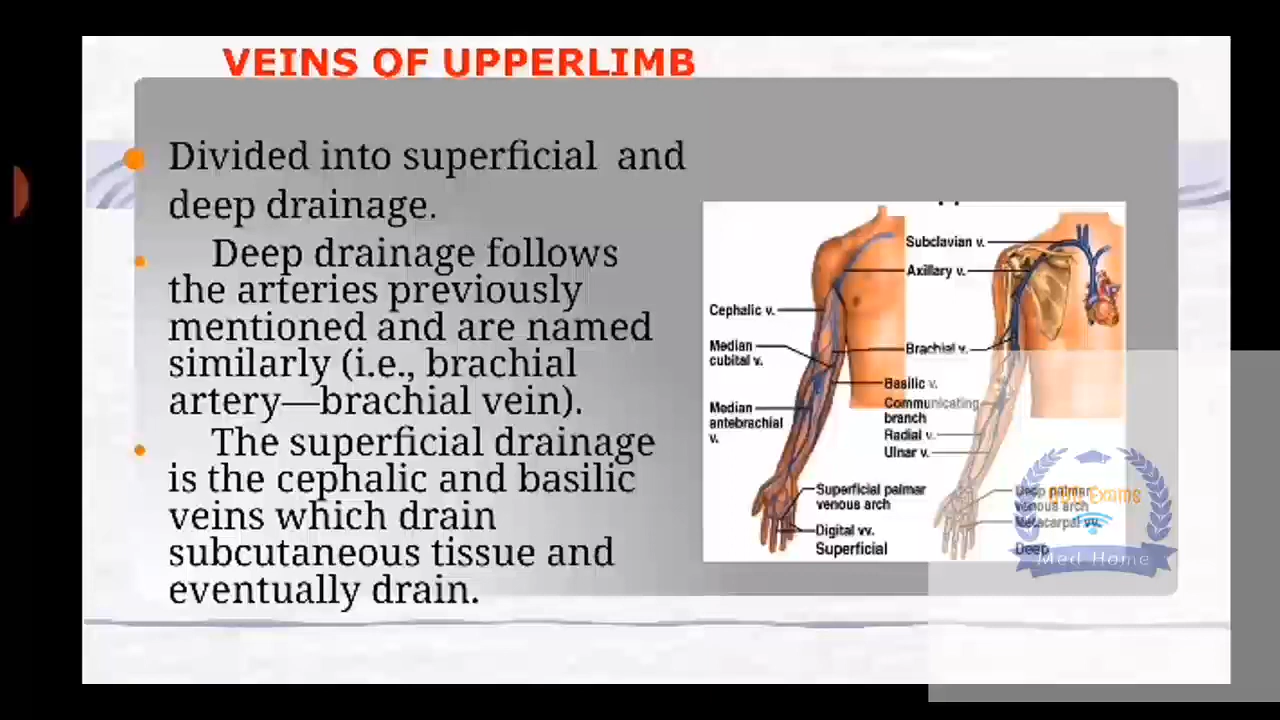 VEINS OF UPPERLIMB
Divided into superficial and
deep drainage.
Deep drainage follows
the arteries previously
mentioned and are named
similarly (i.e., brachial
artery—brachial vein).
The superficial drainage
is the cephalic and basilic
veins which drain
subcutaneous tissue and
eventually drain.
Subclavian v.
Axillary v.
Cephalic v.
Median
cubital v.
Brachial v.
Basilic v.
Communicating
branch
Median
antebrachial
v.
Radial v.
Ulnar v.
Superficial palmar
venous arch
Deep palmar
venous arch
Digital vv.
Metacarpal vv.
Superficial
Deep
Exams
Med Home